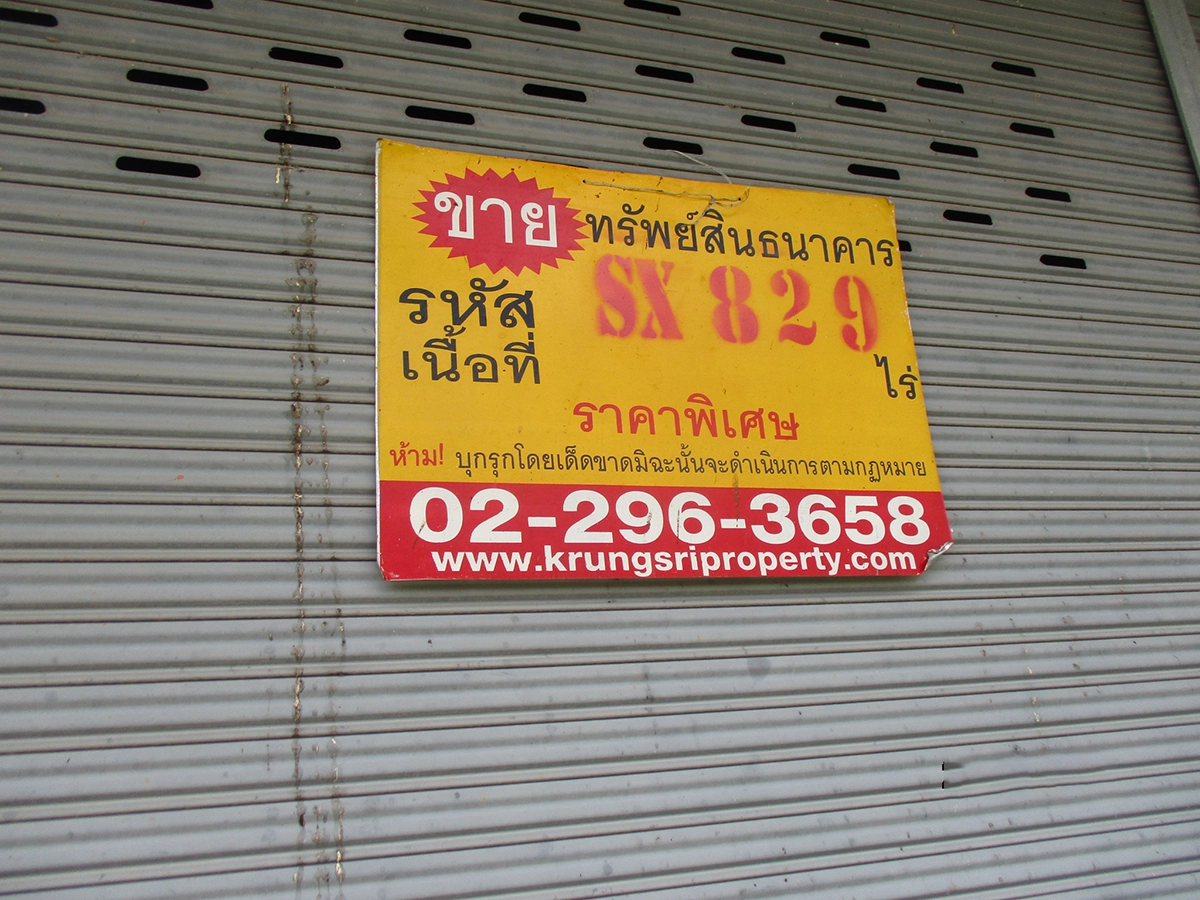 ขาย ทรัพย์สินธนาคาร
รหัส SX 829
เนื้อที่ ไร่
ราคาพิเศษ
ห้าม! บุกรุกโดยเด็ดขาดมิฉะนั้นจะดำเนินการตามกฎหมาย
02-296-3658
www.krungsriproperty.com